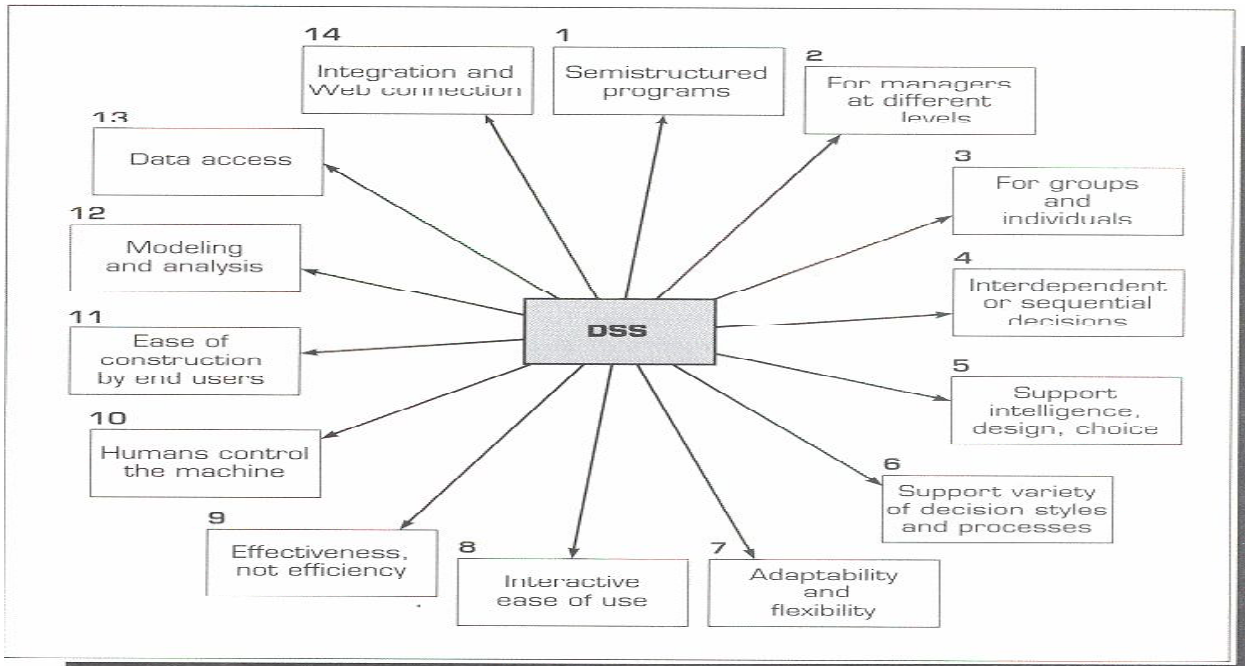 14
Integration and
Web connection
1
Semistructured
programs
2
For managers
at different
levels
13
Data access
3
For groups
and
individuals
12
Modeling
and analysis
4
Interdependent
or sequential
decisions
DSS
11
Ease of
construction
by end users
5
Support
intelligence,
design, choice
10
Humans control
the machine
6
Support variety
of decision styles
and processes
9
Effectiveness,
not efficiency
8
Interactive
ease of use
7
Adaptability
and
flexibility